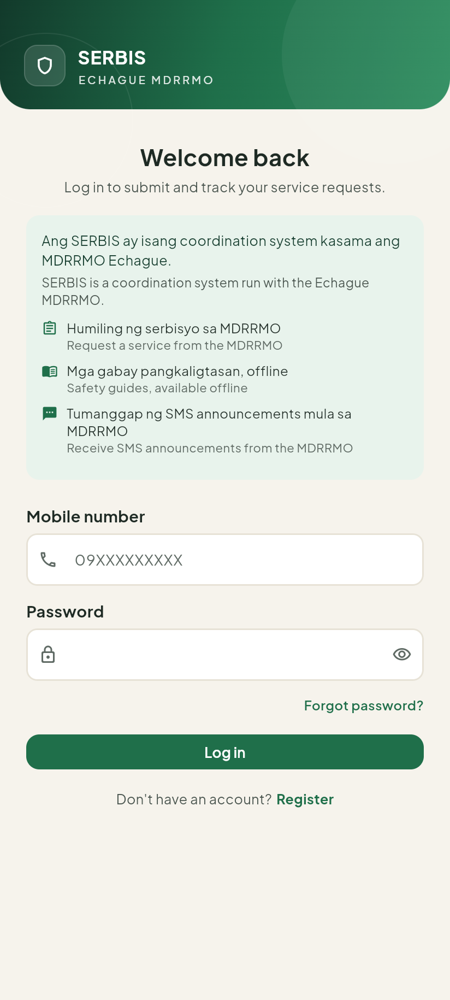 SERBIS
ECHAGUE MDRRMO
Welcome back
Log in to submit and track your service requests.
Ang SERBIS ay isang coordination system kasama ang
MDRRMO Echague.
SERBIS is a coordination system run with the Echague
MDRRMO.
Humiling ng serbisyo sa MDRRMO
Request a service from the MDRRMO
Mga gabay pangkaligtasan, offline
Safety guides, available offline
Tumanggap ng SMS announcements mula sa
MDRRMO
Receive SMS announcements from the MDRRMO
Mobile number
09XXXXXXXXX
Password
Forgot password?
Log in
Don't have an account? Register